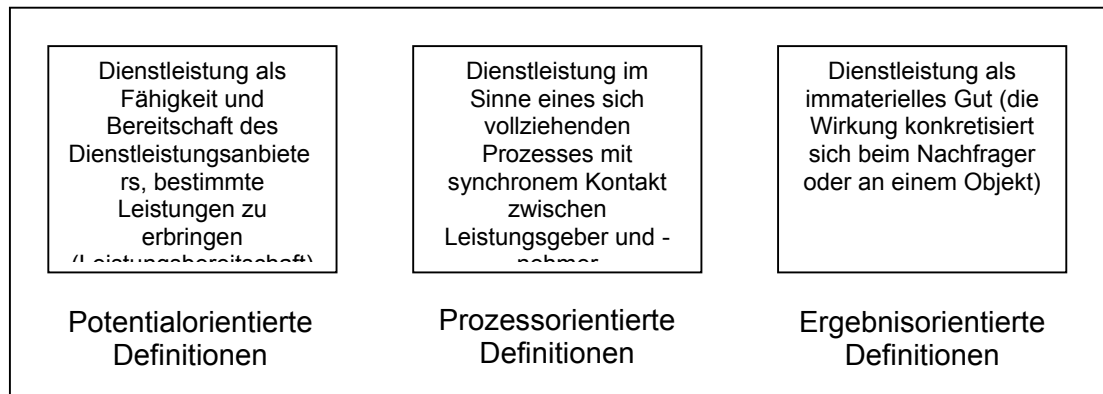 Dienstleistung als
Fähigkeit und
Bereitschaft des
Dienstleistungsanbiete
rs, bestimmte
Leistungen zu
erbringen
(Leistungsbereitschaft)
Dienstleistung im
Sinne eines sich
vollziehenden
Prozesses mit
synchronem Kontakt
zwischen
Leistungsgeber und -
nehmer
Dienstleistung als
immaterielles Gut (die
Wirkung konkretisiert
sich beim Nachfrager
oder an einem Objekt)
Potentialorientierte
Definitionen
Prozessorientierte
Definitionen
Ergebnisorientierte
Definitionen